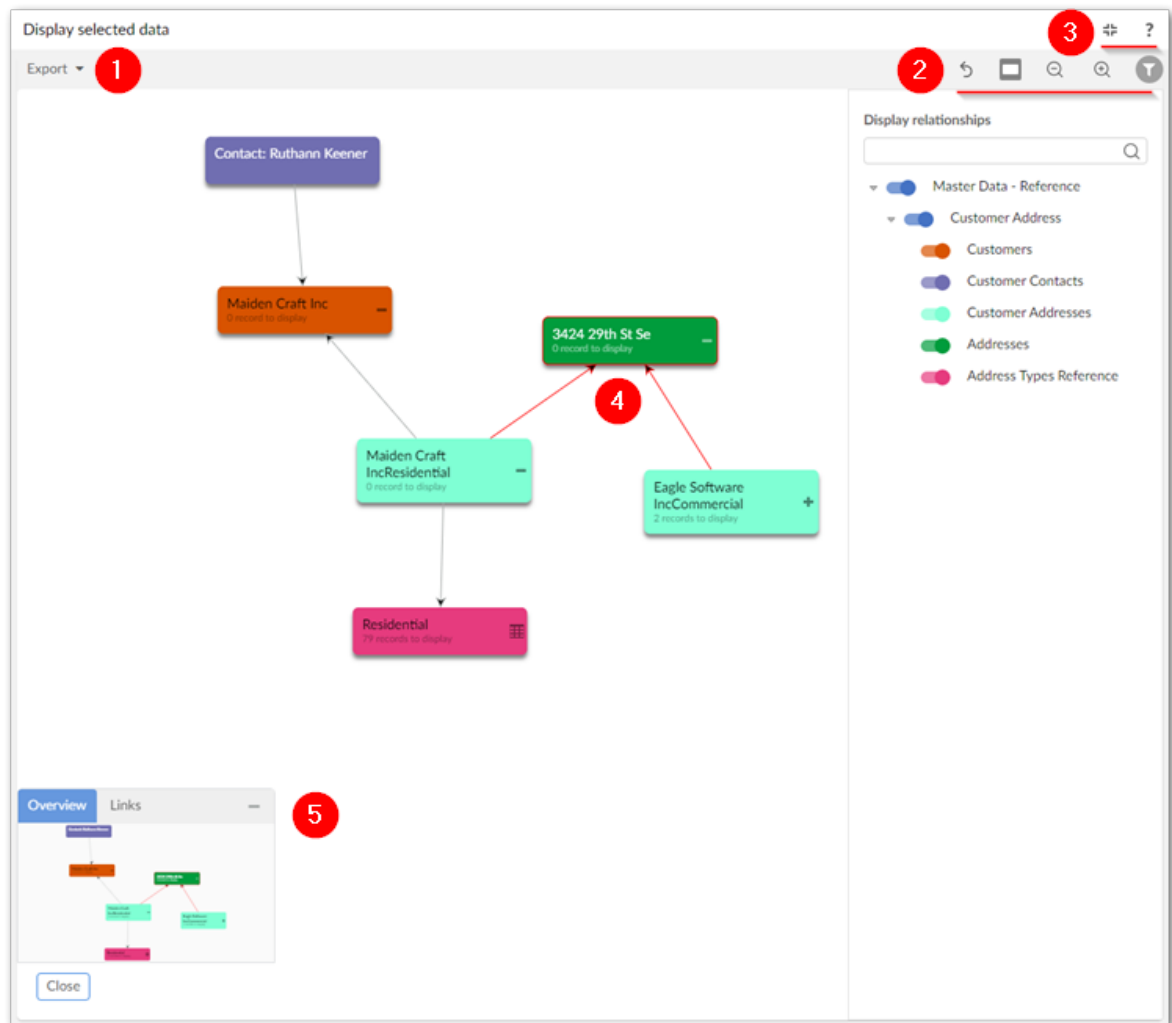 Display selected data
3
?
Export
1
2
Display relationships
Contact: Ruthann Keener
Master Data - Reference
Customer Address
Customers
Customer Contacts
Customer Addresses
Addresses
Address Types Reference
Maiden Craft Inc
0 record to display
3424 29th St Se
0 record to display
4
Maiden Craft
IncResidential
0 record to display
Eagle Software
IncCommercial
2 records to display
Residential
79 records to display
Overview
Links
5
Close